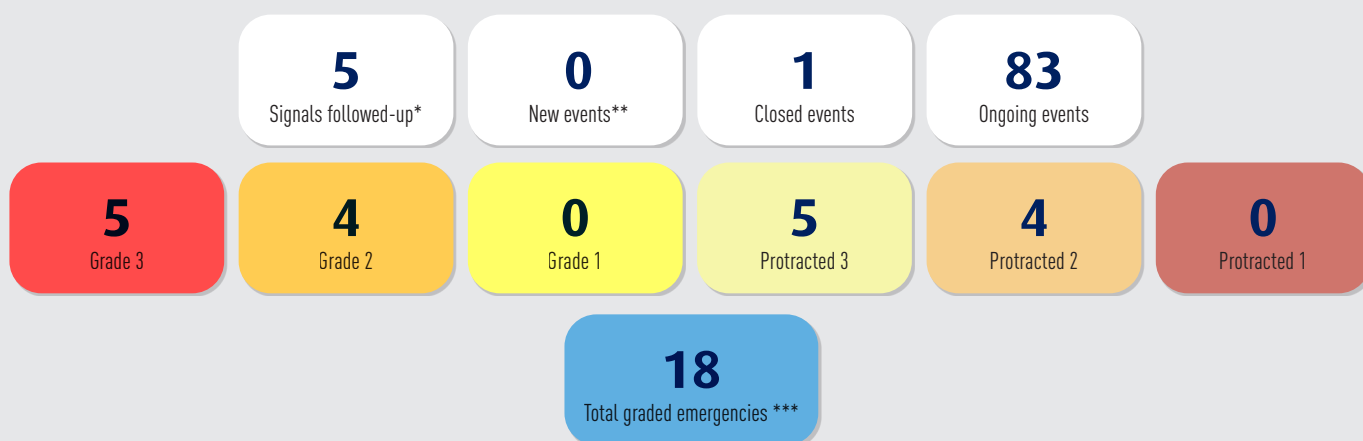 5
Signals followed-up*
0
New events**
1
Closed events
83
Ongoing events
5
Grade 3
4
Grade 2
0
Grade 1
5
Protracted 3
4
Protracted 2
0
Protracted 1
18
Total graded emergencies ***